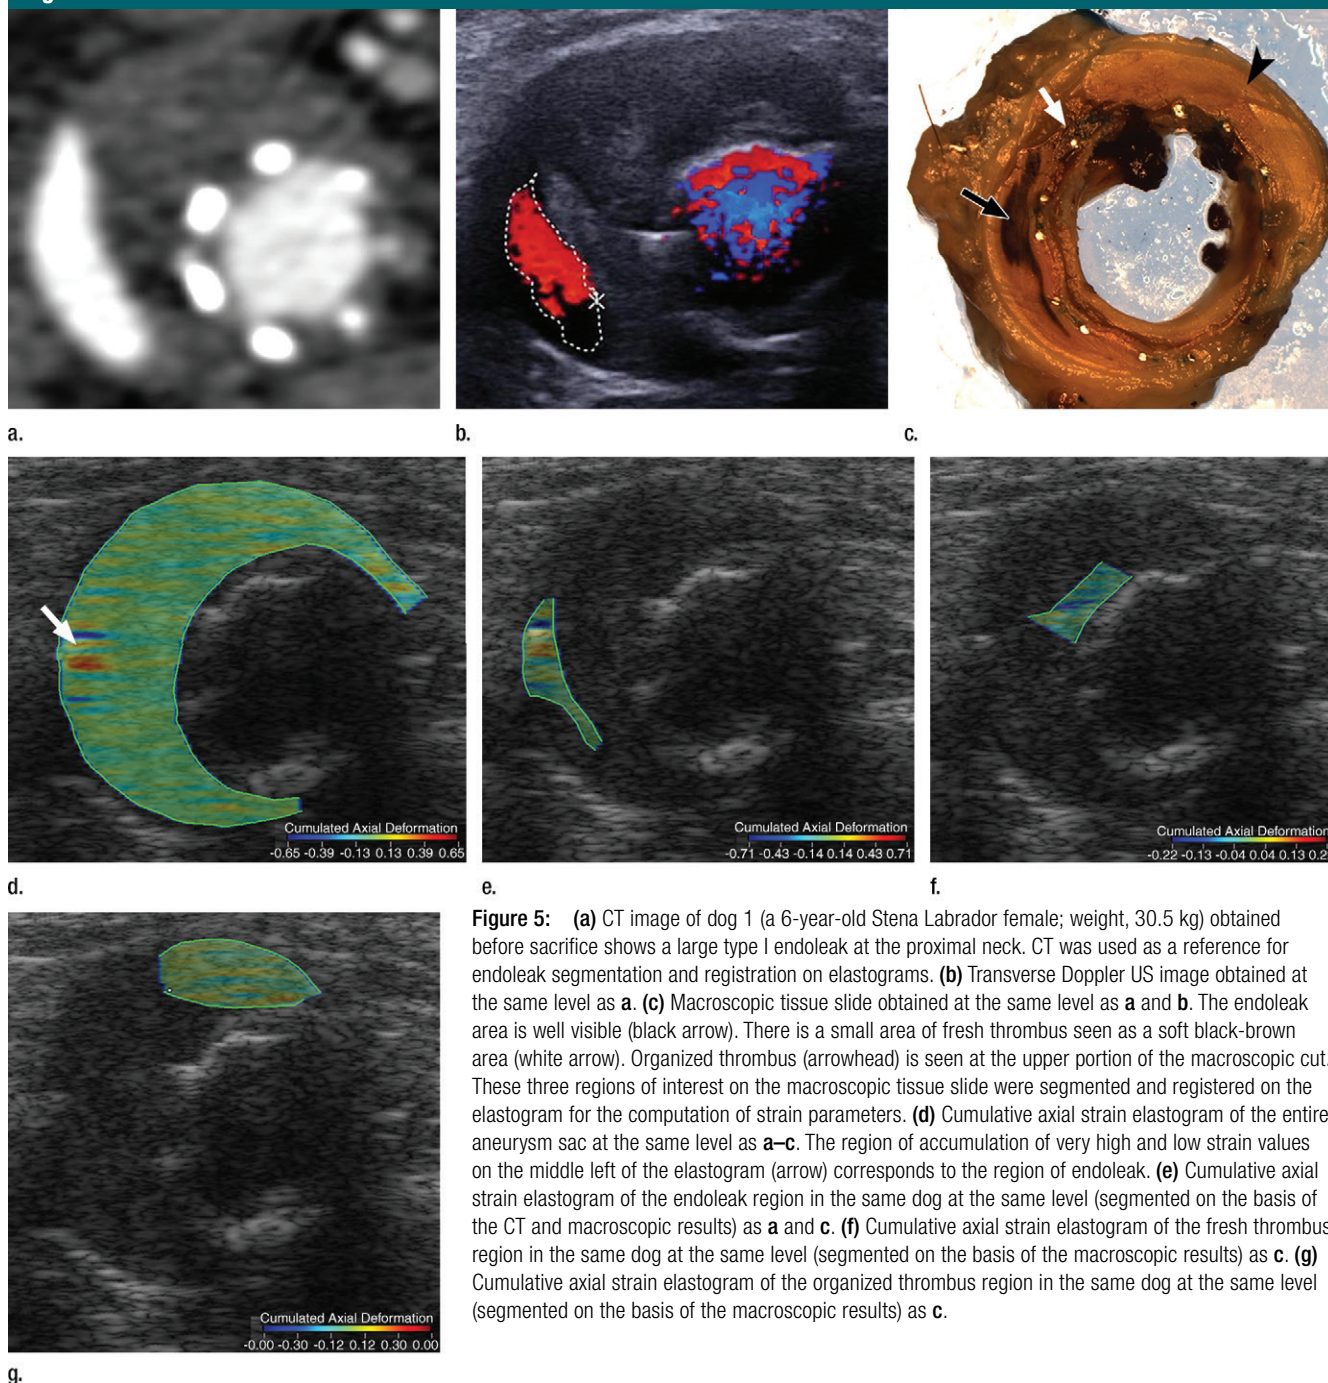 a.
b.
c.
Cumulated Axial Deformation
-0.65 -0.39 -0.13 0.13 0.39 0.65
Cumulated Axial Deformation
-0.71 -0.43 -0.14 0.14 0.43 0.71
Cumulated Axial Deformation
-0.22 -0.13 -0.04 0.04 0.13
d.
e.
f.
Figure 5: (a) CT image of dog 1 (a 6-year-old Stena Labrador female; weight, 30.5 kg) obtained
before sacrifice shows a large type I endoleak at the proximal neck. CT was used as a reference for
endoleak segmentation and registration on elastograms. (b) Transverse Doppler US image obtained at
the same level as a. (c) Macroscopic tissue slide obtained at the same level as a and b. The endoleak
area is well visible (black arrow). There is a small area of fresh thrombus seen as a soft black-brown
area (white arrow). Organized thrombus (arrowhead) is seen at the upper portion of the macroscopic cut.
These three regions of interest on the macroscopic tissue slide were segmented and registered on the
elastogram for the computation of strain parameters. (d) Cumulative axial strain elastogram of the entire
aneurysm sac at the same level as a–c. The region of accumulation of very high and low strain values
on the middle left of the elastogram (arrow) corresponds to the region of endoleak. (e) Cumulative axial
strain elastogram of the endoleak region in the same dog at the same level (segmented on the basis of
the CT and macroscopic results) as a and c. (f) Cumulative axial strain elastogram of the fresh thrombus
region in the same dog at the same level (segmented on the basis of the macroscopic results) as c. (g)
Cumulative axial strain elastogram of the organized thrombus region in the same dog at the same level
(segmented on the basis of the macroscopic results) as c.
Cumulated Axial Deformation
-0.00 -0.30 -0.12 0.12 0.30 0.00
g.